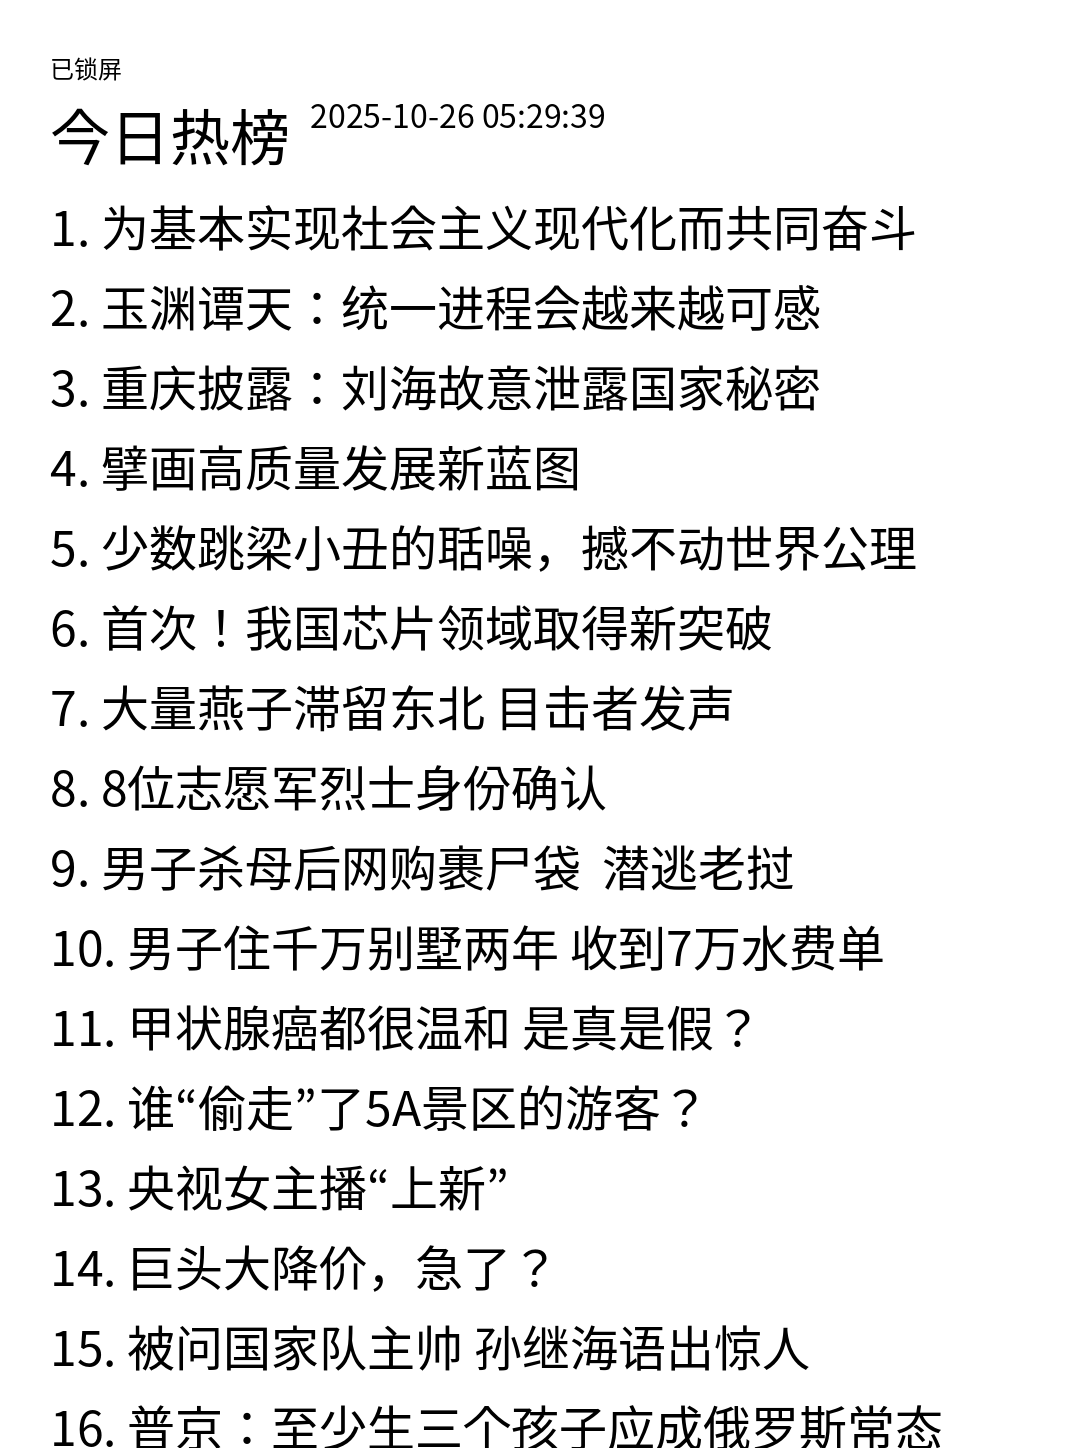 已锁屏
今日热榜 2025-10-26 05:29:39
1. 为基本实现社会主义现代化而共同奋斗
2. 玉渊谭天：统一进程会越来越可感
3. 重庆披露：刘海故意泄露国家秘密
4. 擘画高质量发展新蓝图
5. 少数跳梁小丑的聒噪，撼不动世界公理
6. 首次！我国芯片领域取得新突破
7. 大量燕子滞留东北 目击者发声
8. 8位志愿军烈士身份确认
9. 男子杀母后网购裹尸袋  潜逃老挝
10. 男子住千万别墅两年 收到7万水费单
11. 甲状腺癌都很温和 是真是假？
12. 谁“偷走”了5A景区的游客？
13. 央视女主播“上新”
14. 巨头大降价，急了？
15. 被问国家队主帅 孙继海语出惊人
16. 普京：至少生三个孩子应成俄罗斯常态